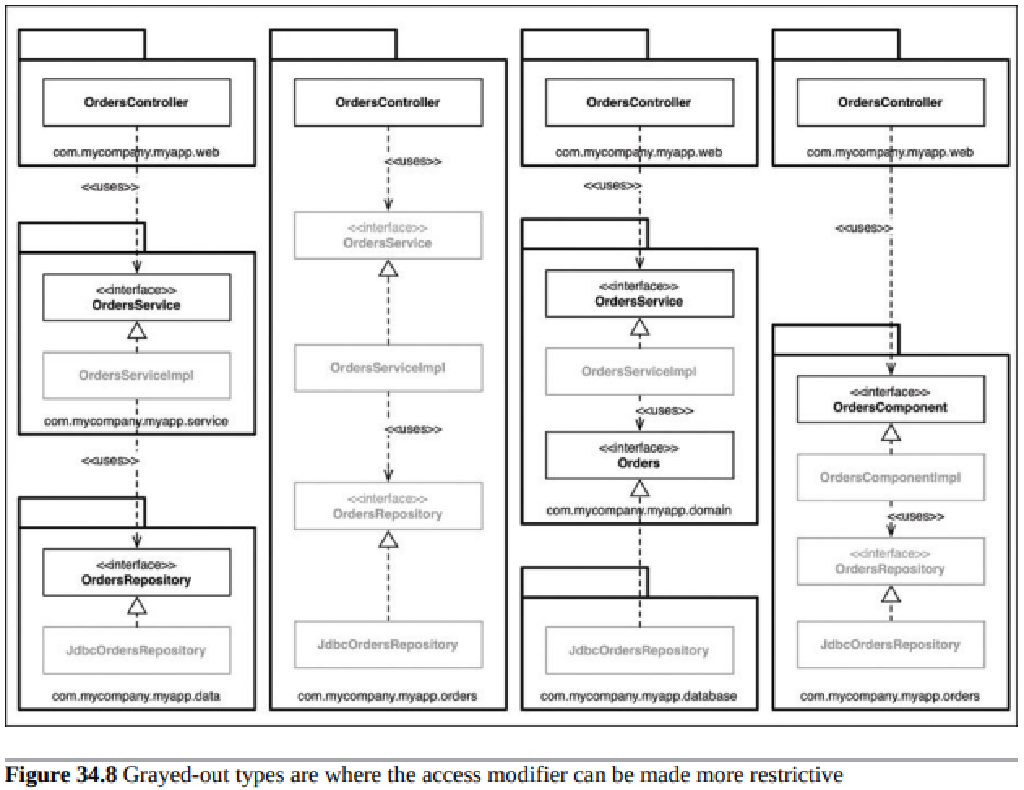 OrdersController
com.mycompany.myapp.web
<<uses>>
<<interface>>
OrdersService
OrdersServiceImpl
com.mycompany.myapp.service
<<uses>>
<<interface>>
OrdersRepository
JdbcOrdersRepository
com.mycompany.myapp.data
OrdersController
<<uses>>
<<interface>>
OrdersService
OrdersServiceImpl
<<uses>>
<<interface>>
OrdersRepository
JdbcOrdersRepository
com.mycompany.myapp.orders
OrdersController
com.mycompany.myapp.web
<<uses>>
<<interface>>
OrdersService
OrdersServiceImpl
<<uses>>
<<interface>>
Orders
com.mycompany.myapp.domain
JdbcOrdersRepository
com.mycompany.myapp.database
OrdersController
com.mycompany.myapp.web
<<uses>>
<<interface>>
OrdersComponent
OrdersComponentImpl
<<uses>>
<<interface>>
OrdersRepository
JdbcOrdersRepository
com.mycompany.myapp.orders
Figure 34.8 Grayed-out types are where the access modifier can be made more restrictive